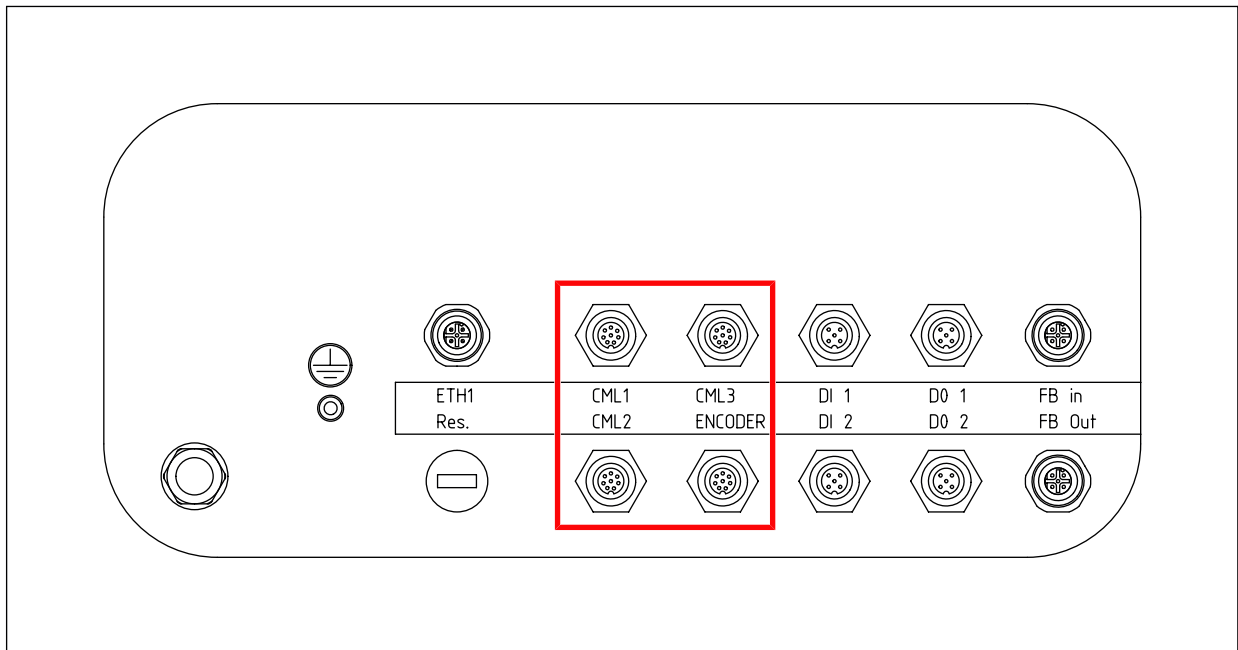 ETH1 CML1 CML3 DI 1 DO 1 FB in
Res. CML2 ENCODER DI 2 DO 2 FB Out